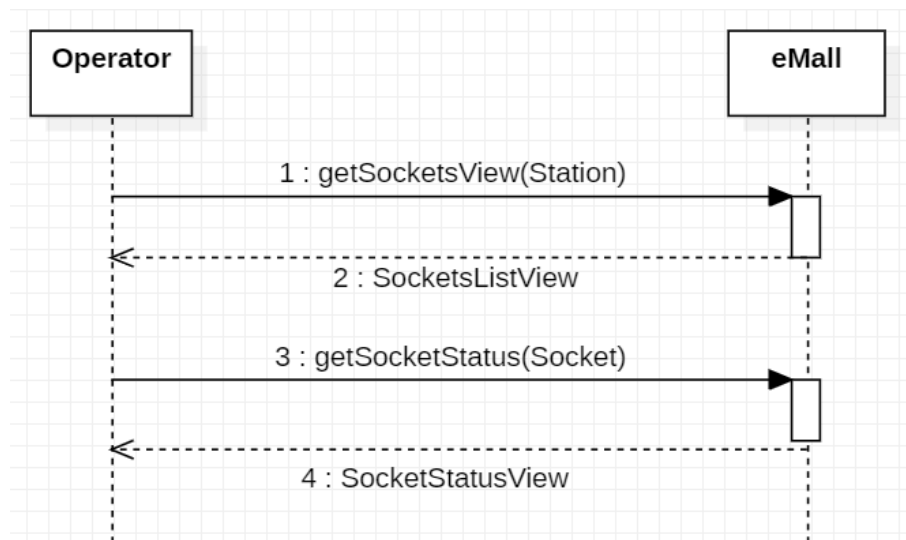 Operator
eMall
1 : getSocketsView(Station)
2 : SocketsListView
3 : getSocketStatus(Socket)
4 : SocketStatusView